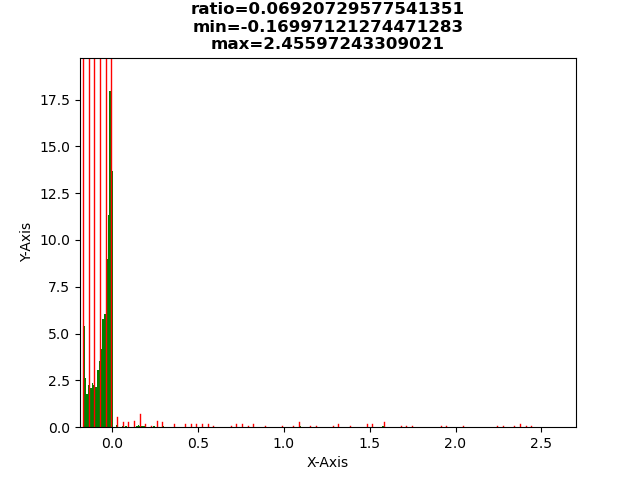 ratio=0.06920729577541351
min=-0.16997121274471283
max=2.45597243309021
17.5
15.0
12.5
10.0
7.5
5.0
2.5
0.0
Y-Axis
0.0 0.5 1.0 1.5 2.0 2.5
X-Axis